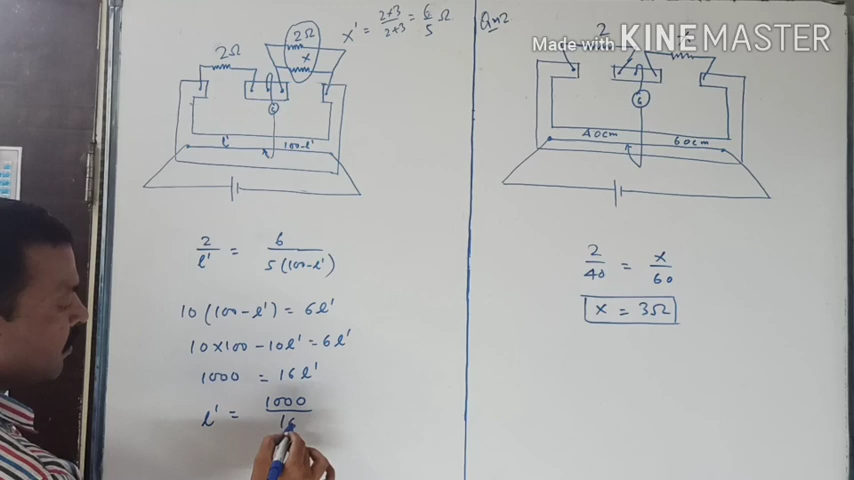 2Ω
2Ω
x
G
l'
100-l'
x' = 2+3/2+3 = 6/5 Ω
2/l' = 6/5(100-l')
10(100-l') = 6l'
10×100-10l' = 6l'
1000 = 16l'
l' = 1000/16
Qn2
Made with KINEMASTER
2
G
40cm
60cm
2/40 = x/60
x = 3Ω